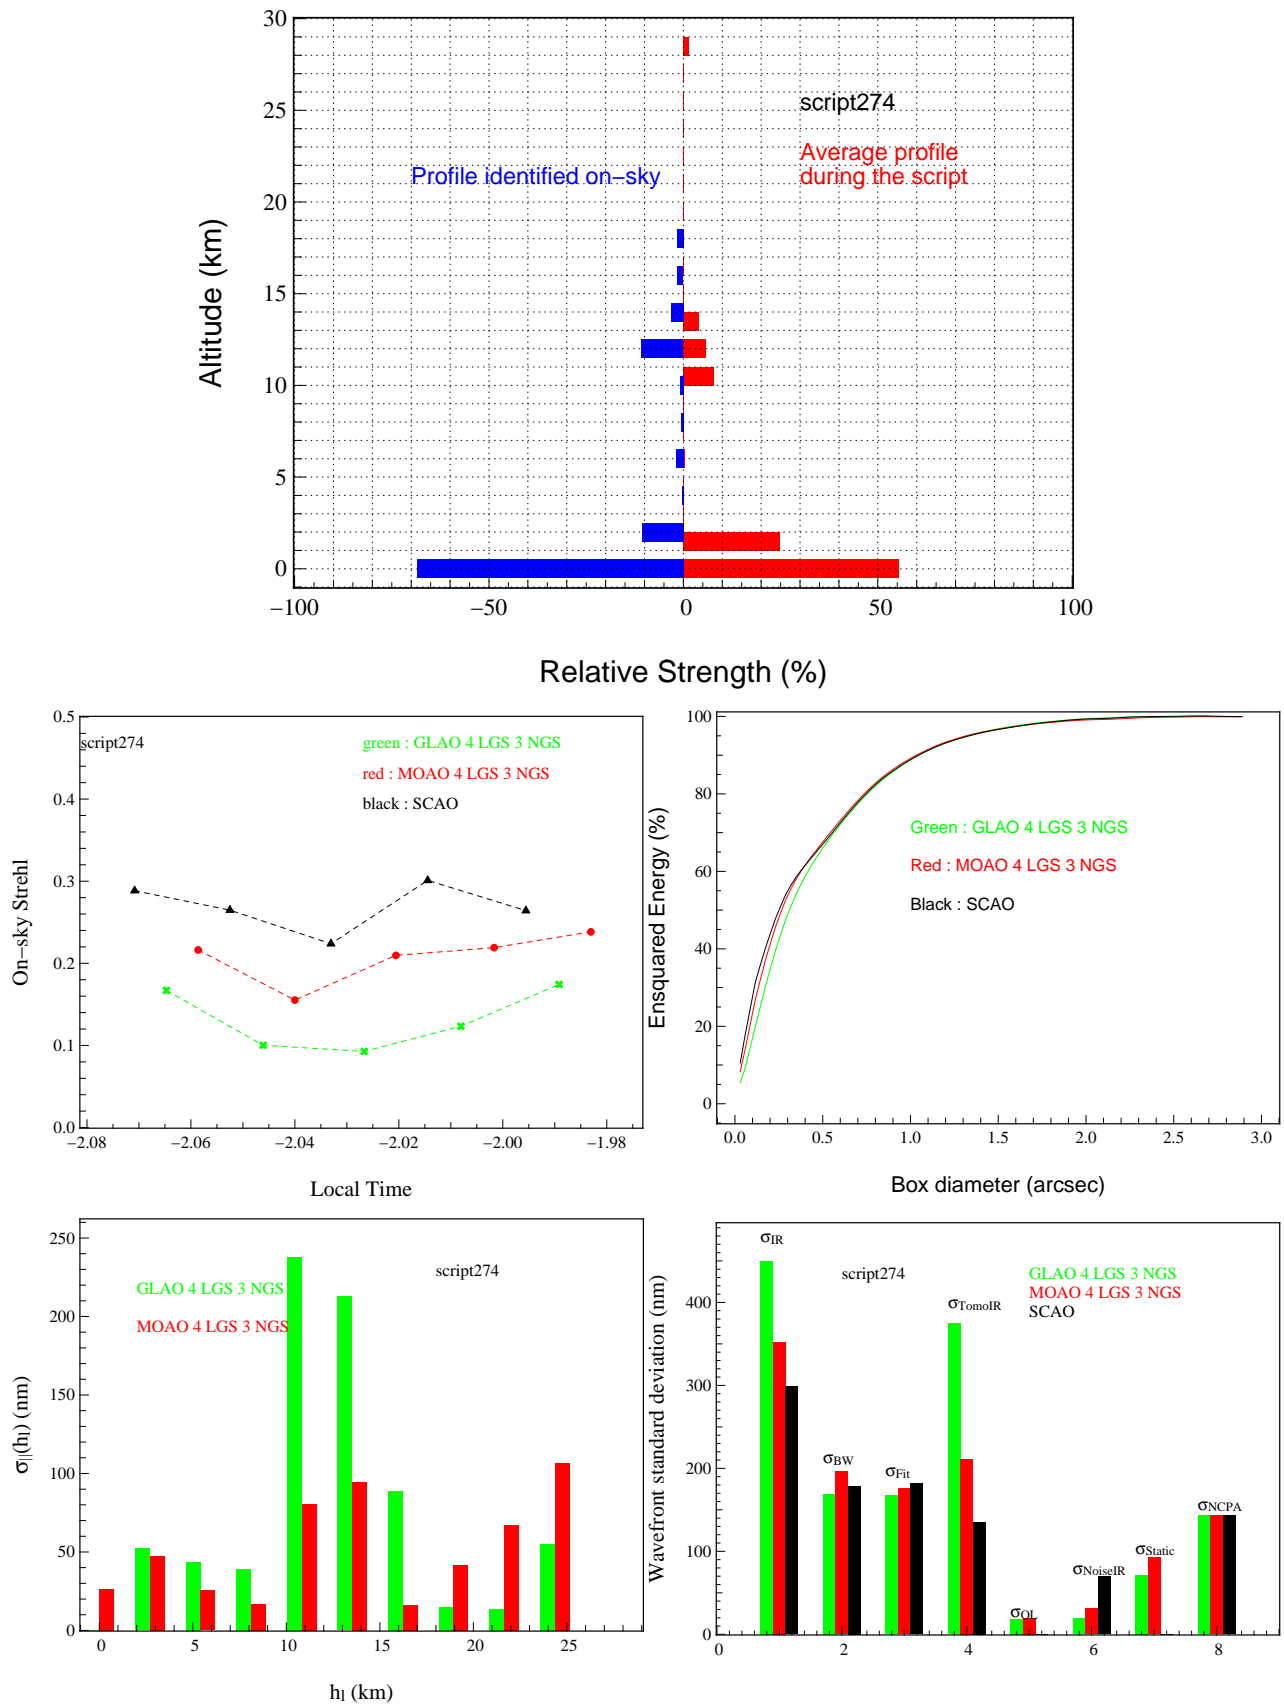 30
25
20
15
10
5
0
Altitude (km)
script274
Average profile
during the script
Profile identified on−sky
−100
−50
0
50
100
Relative Strength (%)
0.5
0.4
0.3
0.2
0.1
0.0
On−sky Strehl
script274
green : GLAO 4 LGS 3 NGS
red : MOAO 4 LGS 3 NGS
black : SCAO
−2.08
−2.06
−2.04
−2.02
−2.00
−1.98
Local Time
100
80
60
40
20
0
Ensquared Energy (%)
Green : GLAO 4 LGS 3 NGS
Red : MOAO 4 LGS 3 NGS
Black : SCAO
0.0
0.5
1.0
1.5
2.0
2.5
3.0
Box diameter (arcsec)
250
200
150
100
50
0
σ||(hl) (nm)
script274
GLAO 4 LGS 3 NGS
MOAO 4 LGS 3 NGS
0
5
10
15
20
25
hl (km)
400
300
200
100
0
Wavefront standard deviation (nm)
script274
GLAO 4 LGS 3 NGS
MOAO 4 LGS 3 NGS
SCAO
σIR
σBW
σFit
σTomoIR
σOL
σNoiseIR
σStatic
σNCPA
0
2
4
6
8